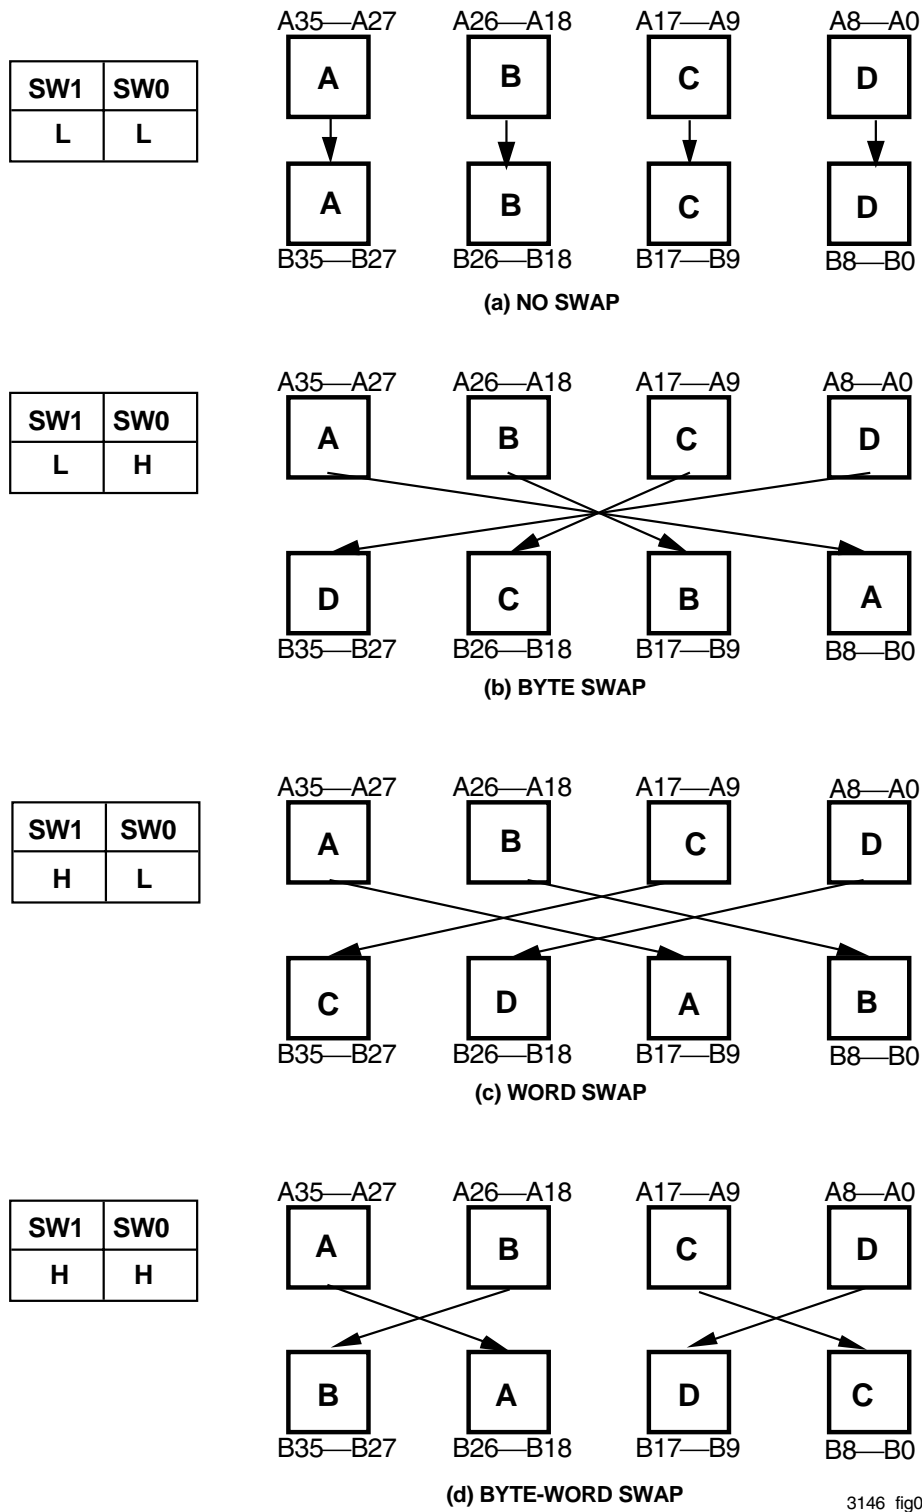 A35—A27 A26—A18 A17—A9 A8—A0
SW1 SW0
L L
A B C D
A B C D
B35—B27 B26—B18 B17—B9 B8—B0
(a) NO SWAP
A35—A27 A26—A18 A17—A9 A8—A0
SW1 SW0
L H
A B C D
D C B A
B35—B27 B26—B18 B17—B9 B8—B0
(b) BYTE SWAP
A35—A27 A26—A18 A17—A9 A8—A0
SW1 SW0
H L
A B C D
C D A B
B35—B27 B26—B18 B17—B9 B8—B0
(c) WORD SWAP
A35—A27 A26—A18 A17—A9 A8—A0
SW1 SW0
H H
A B C D
B A D C
B35—B27 B26—B18 B17—B9 B8—B0
(d) BYTE-WORD SWAP
3146 fig0